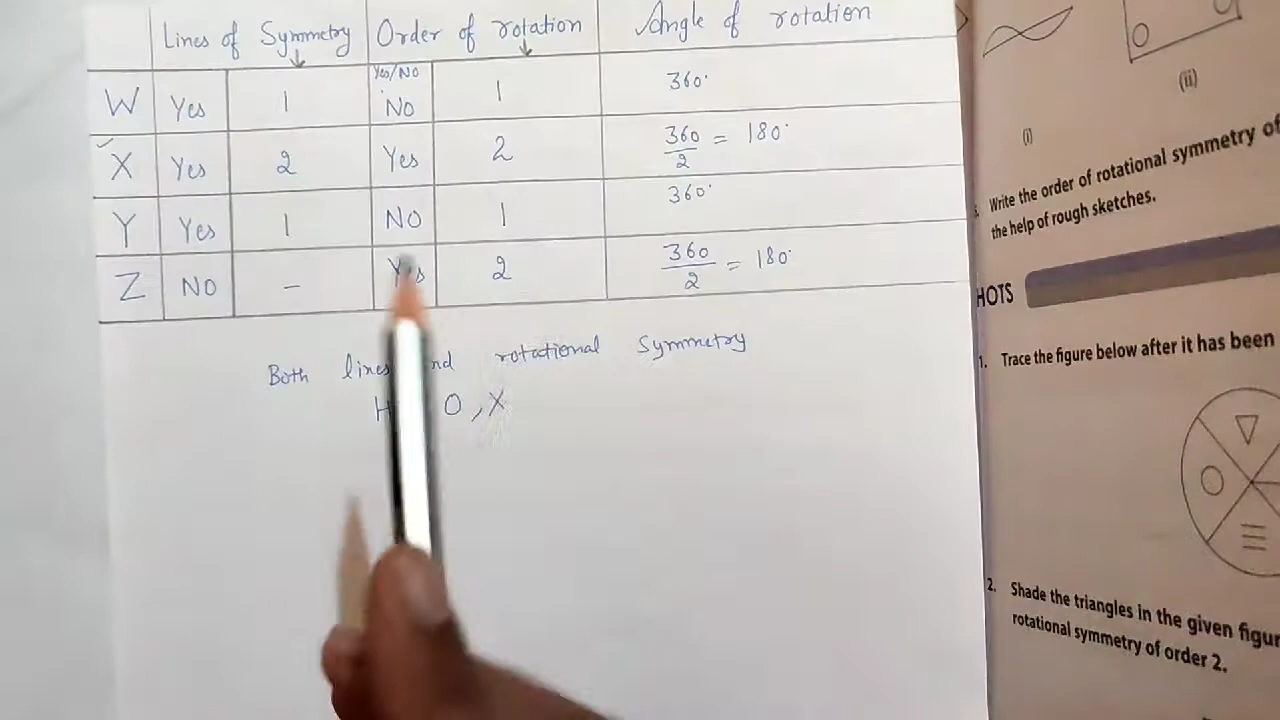 Lines of Symmetry Order of rotation Angle of rotation
Yes/No
W Yes 1 No 1 360°
X Yes 2 Yes 2 360/2 = 180°
Y Yes 1 NO 1 360°
Z NO – Yes 2 360/2 = 180°
Both lines rotational Symmetry
H O, X
(i)
(ii)
Write the order of rotational symmetry of
the help of rough sketches.
HOTS
1. Trace the figure below after it has been
2. Shade the triangles in the given figu
rotational symmetry of order 2.